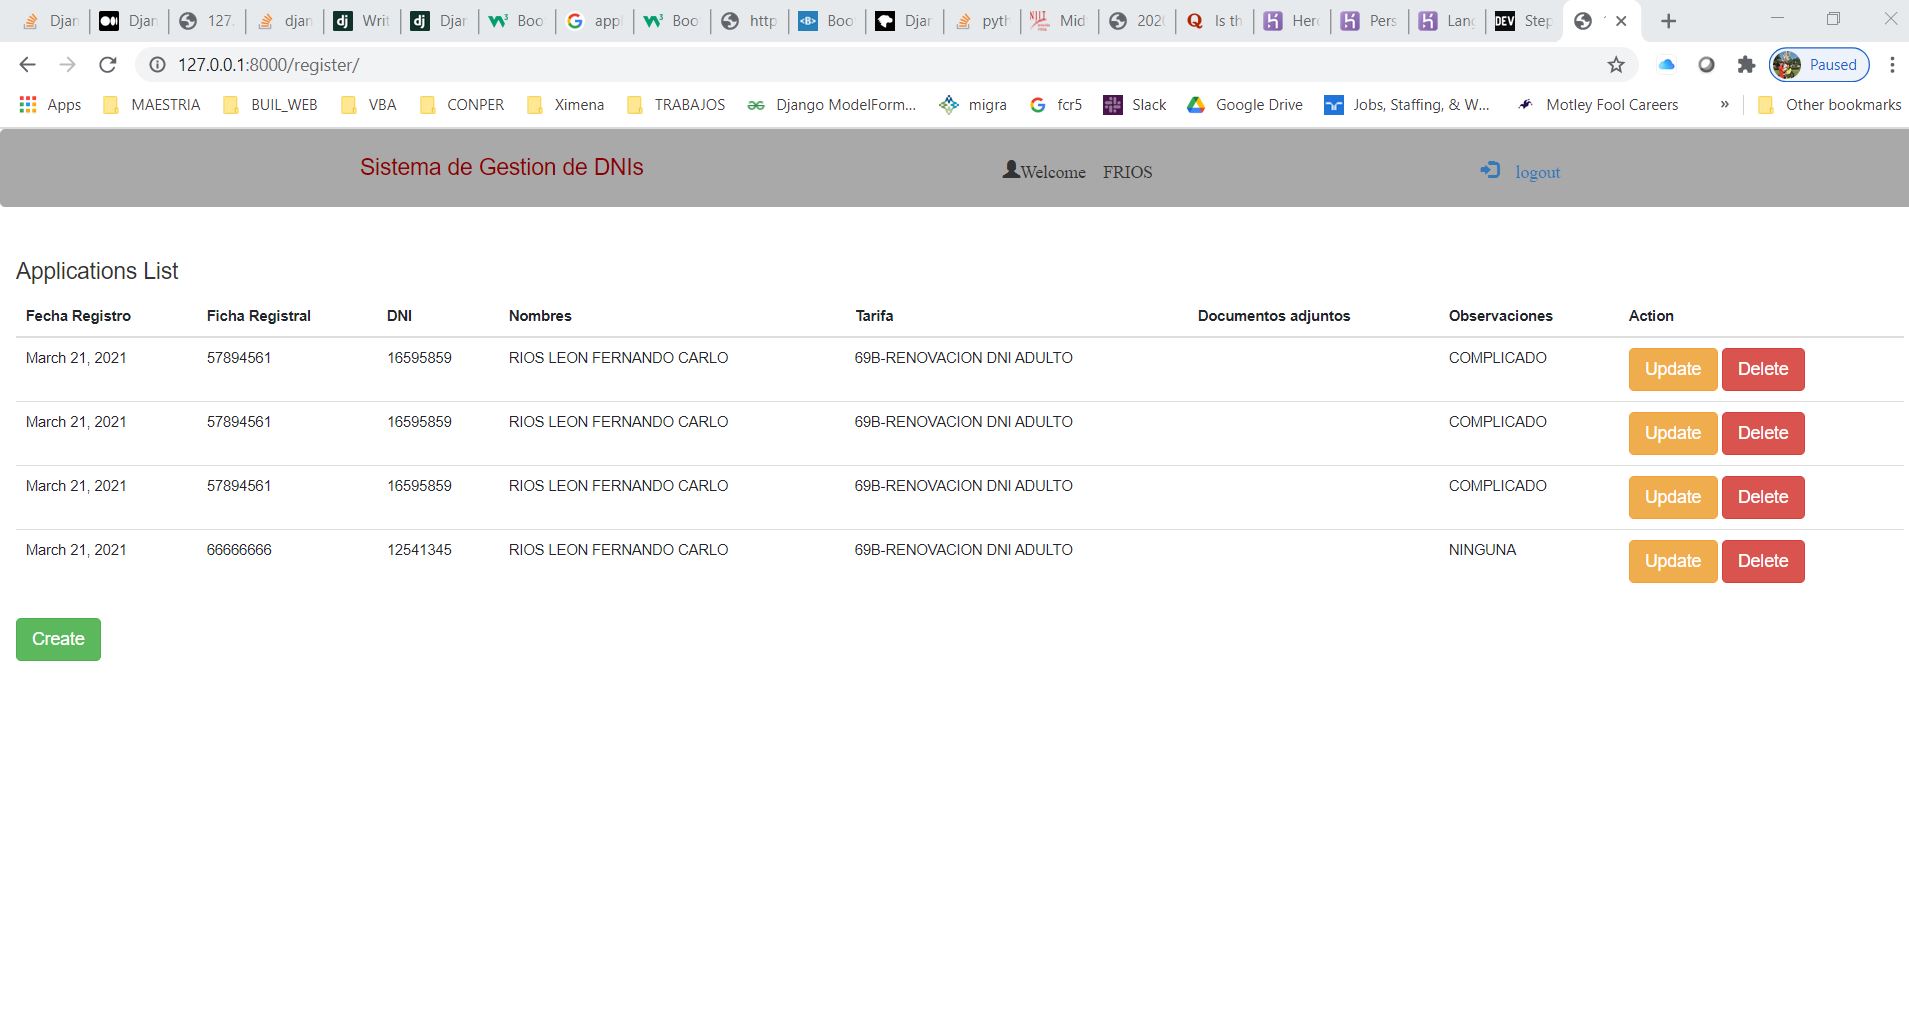 Djan Djan 127. djan Writ Djar Boo appl Boo http Boo Djar pyth Mid 2020 Is th Her Pers Lang Step
127.0.0.1:8000/register/ Paused
Apps MAESTRIA BUIL_WEB VBA CONPER Ximena TRABAJOS Django ModelForm... migra fcr5 Slack Google Drive Jobs, Staffing, & W... Motley Fool Careers » Other bookmarks
Sistema de Gestion de DNIs Welcome FRIOS logout
Applications List
Fecha Registro Ficha Registral DNI Nombres Tarifa Documentos adjuntos Observaciones Action
March 21, 2021 57894561 16595859 RIOS LEON FERNANDO CARLO 69B-RENOVACION DNI ADULTO COMPLICADO Update Delete
March 21, 2021 57894561 16595859 RIOS LEON FERNANDO CARLO 69B-RENOVACION DNI ADULTO COMPLICADO Update Delete
March 21, 2021 57894561 16595859 RIOS LEON FERNANDO CARLO 69B-RENOVACION DNI ADULTO COMPLICADO Update Delete
March 21, 2021 66666666 12541345 RIOS LEON FERNANDO CARLO 69B-RENOVACION DNI ADULTO NINGUNA Update Delete
Create